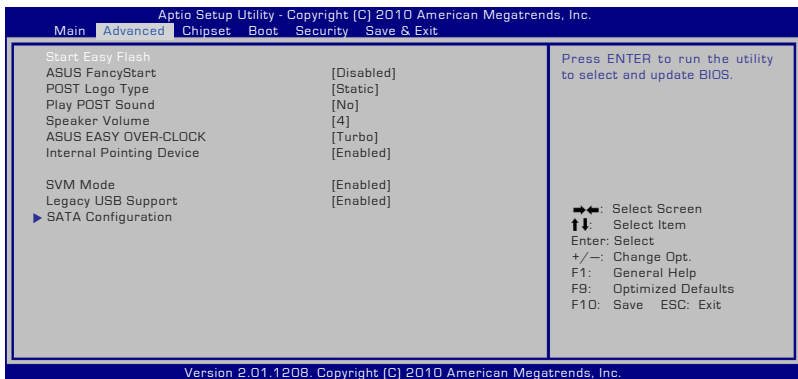 Aptio Setup Utility - Copyright (C) 2010 American Megatrends, Inc.
Main Advanced Chipset Boot Security Save & Exit
Start Easy Flash
ASUS FancyStart [Disabled]
POST Logo Type [Static]
Play POST Sound [No]
Speaker Volume [4]
ASUS EASY OVER-CLOCK [Turbo]
Internal Pointing Device [Enabled]
SVM Mode [Enabled]
Legacy USB Support [Enabled]
SATA Configuration
Press ENTER to run the utility
to select and update BIOS.
→←: Select Screen
↑↓: Select Item
Enter: Select
+/—: Change Opt.
F1: General Help
F9: Optimized Defaults
F10: Save ESC: Exit
Version 2.01.1208. Copyright (C) 2010 American Megatrends, Inc.